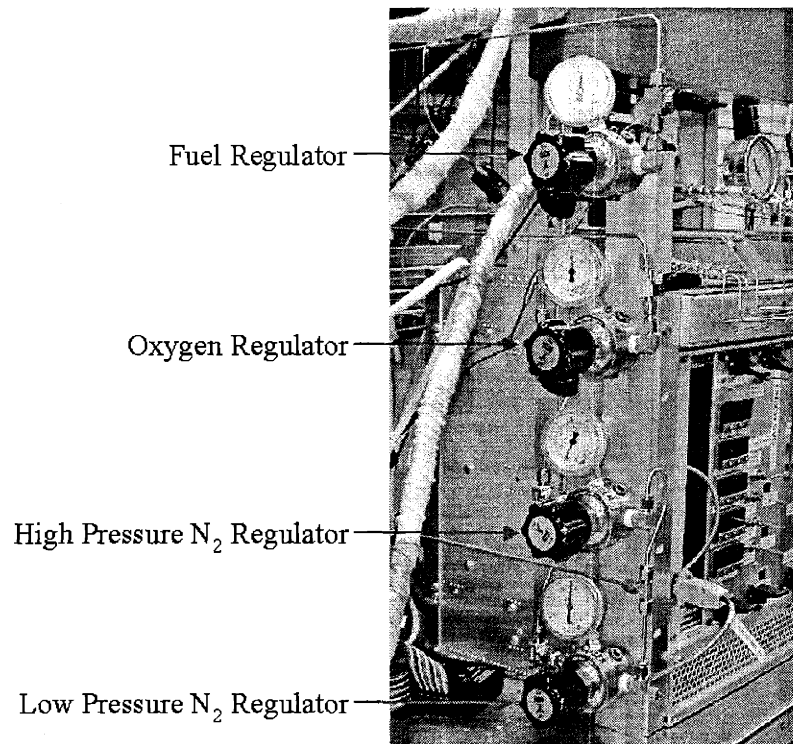 Fuel Regulator
Oxygen Regulator
High Pressure N₂ Regulator
Low Pressure N₂ Regulator